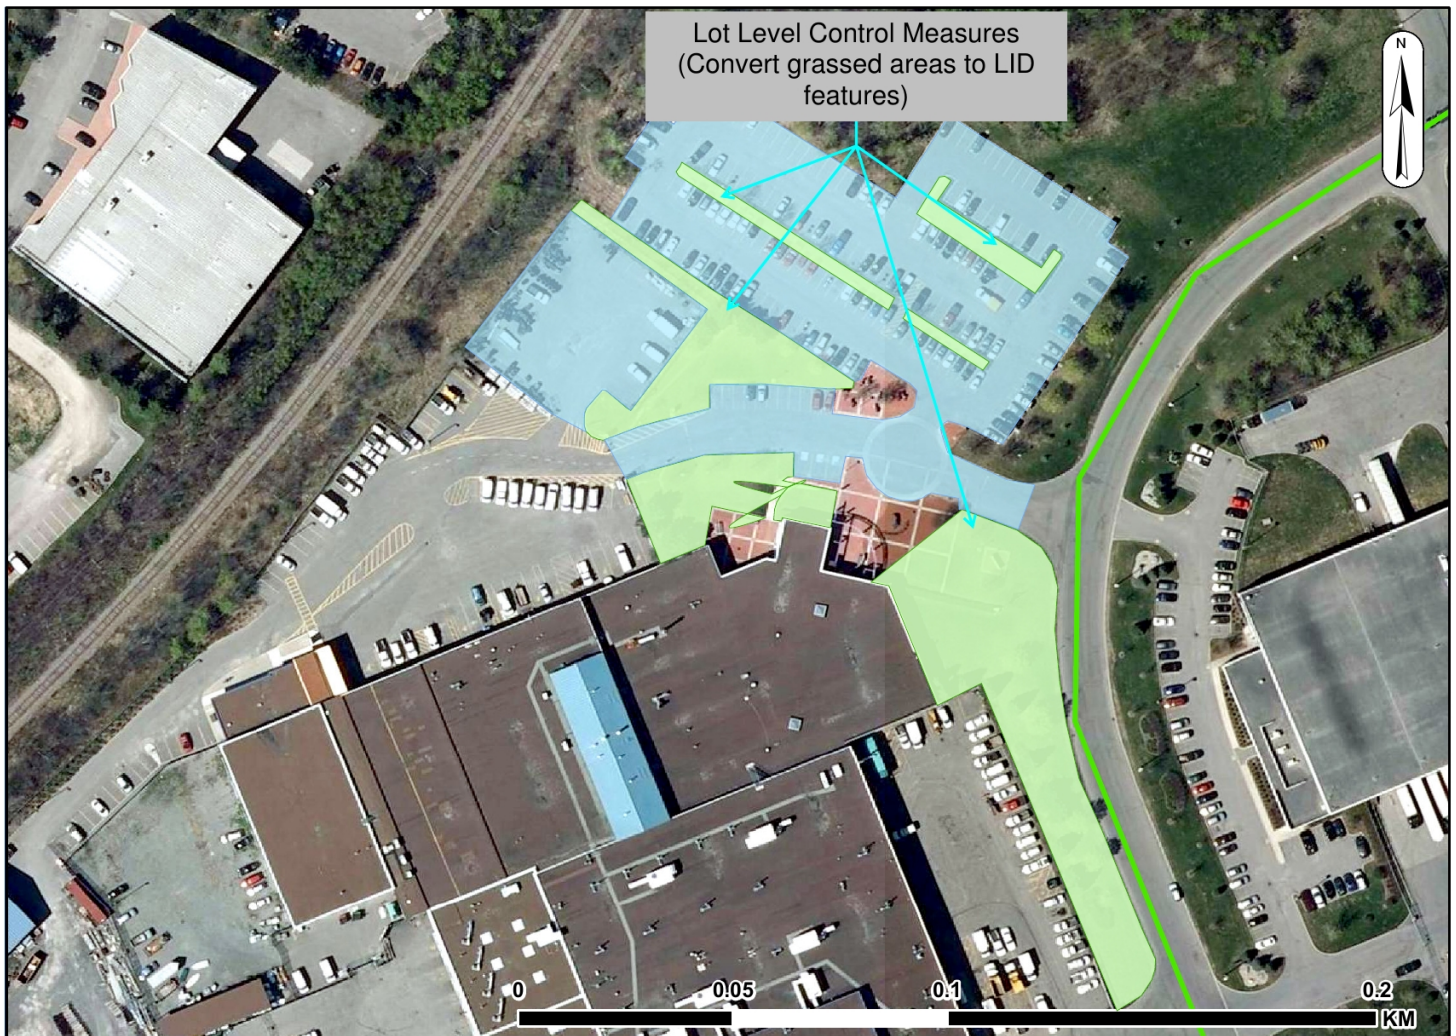 Lot Level Control Measures
(Convert grassed areas to LID
features)
N
0 0.05 0.1 0.2
KM